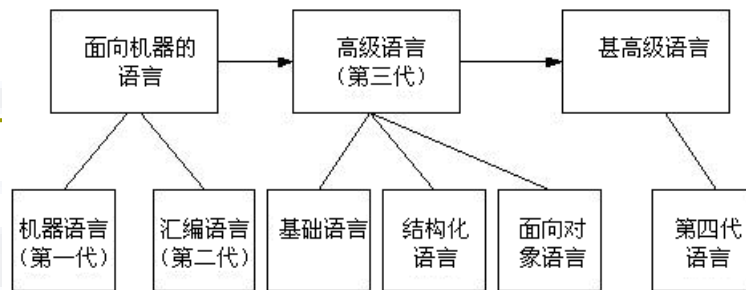 面向机器的
语言
高级语言
（第三代）
甚高级语言
机器语言
（第一代）
汇编语言
（第二代）
基础语言
结构化
语言
面向对
象语言
第四代
语言